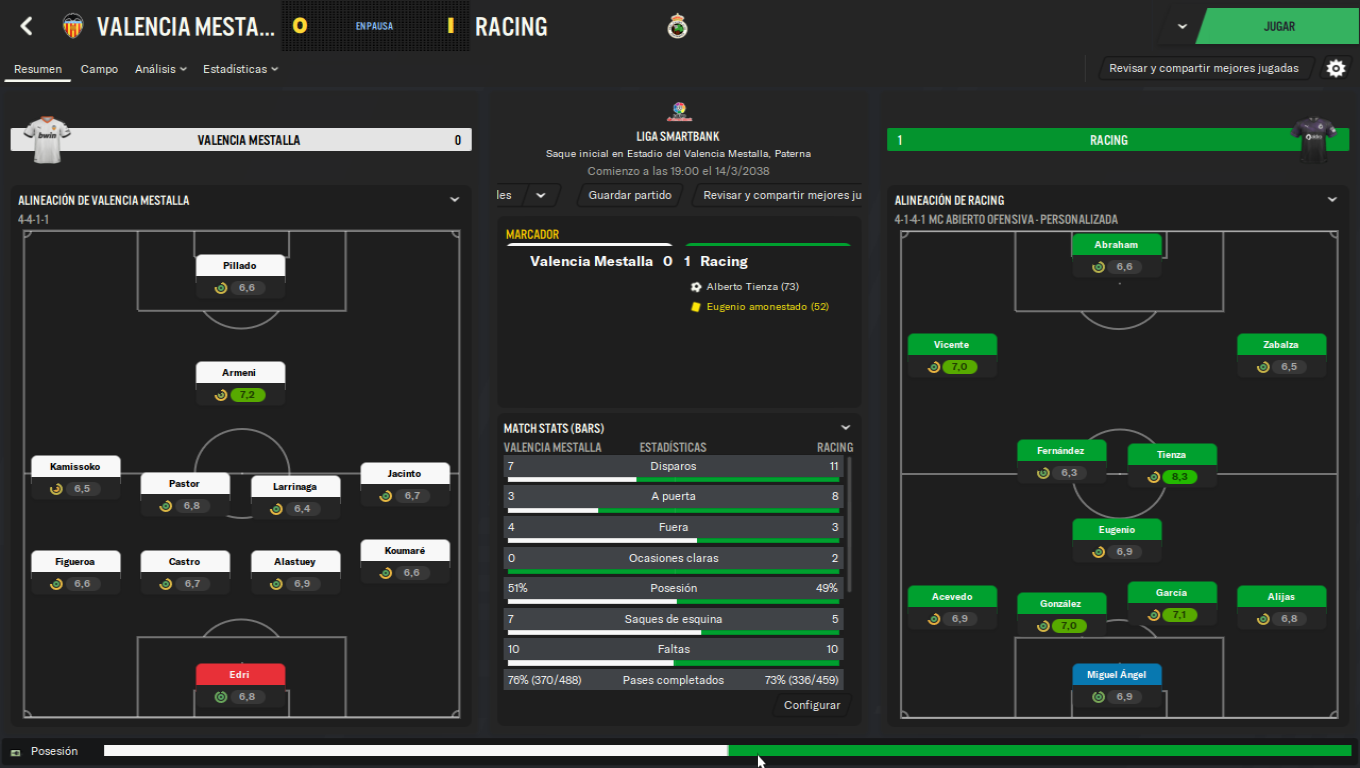 VALENCIA MESTA...
0
EN PAUSA
1
RACING
JUGAR
Resumen
Campo
Análisis
Estadísticas
Revisar y compartir mejores jugadas
bwin
VALENCIA MESTALLA
0
LIGA SMARTBANK
Saque inicial en Estadio del Valencia Mestalla, Paterna
Comienzo a las 19:00 el 14/3/2038
les
Guardar partido
Revisar y compartir mejores ju
1
RACING
ALINEACIÓN DE VALENCIA MESTALLA
4-4-1-1
Pillado
6,6
Armeni
7,2
Kamissoko
6,5
Pastor
6,8
Larrinaga
6,4
Jacinto
6,7
Figueroa
6,6
Castro
6,7
Alastuey
6,9
Koumaré
6,6
Edri
6,8
MARCADOR
Valencia Mestalla 0
1 Racing
Alberto Tienza (73)
Eugenio amonestado (52)
MATCH STATS (BARS)
VALENCIA MESTALLA ESTADÍSTICAS RACING
7 Disparos 11
3 A puerta 8
4 Fuera 3
0 Ocasiones claras 2
51% Posesión 49%
7 Saques de esquina 5
10 Faltas 10
76% (370/488) Pases completados 73% (336/459)
Configurar
ALINEACIÓN DE RACING
4-1-4-1 MC ABIERTO OFENSIVA - PERSONALIZADA
Abraham
6,6
Vicente
7,0
Zabalza
6,5
Fernández
6,3
Tienza
8,3
Eugenio
6,9
Acevedo
6,9
González
7,0
García
7,1
Alijas
6,8
Miguel Ángel
6,9
Posesión